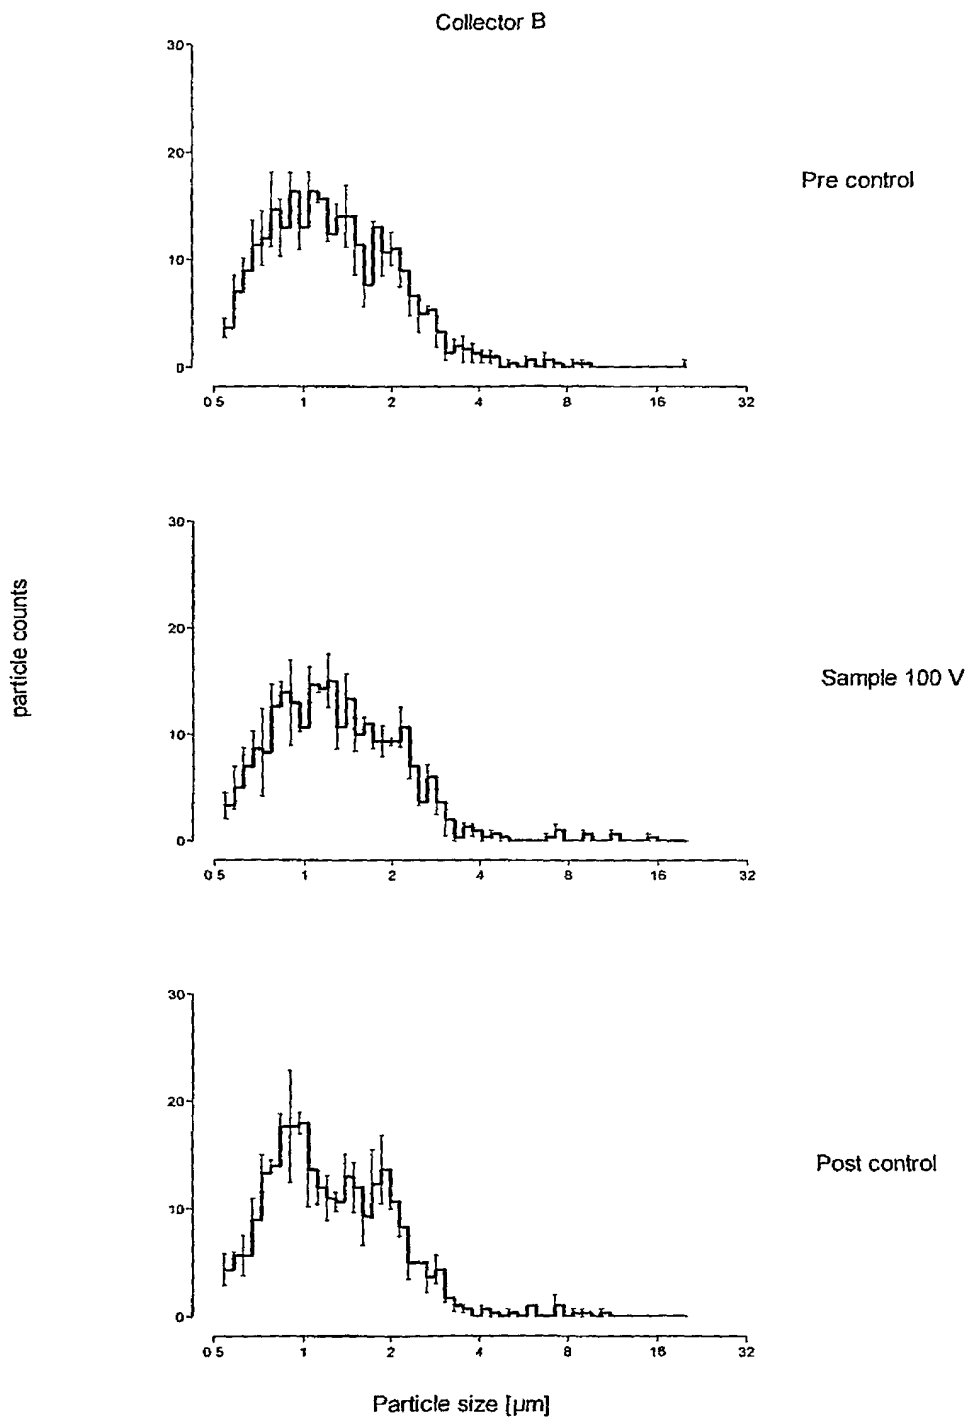 Collector B
30
20
Pre control
10
0
0 5 1 2 4 8 16 32
30
particle counts
20
Sample 100 V
10
0
0 5 1 2 4 8 16 32
30
20
Post control
10
0
0 5 1 2 4 8 16 32
Particle size [µm]